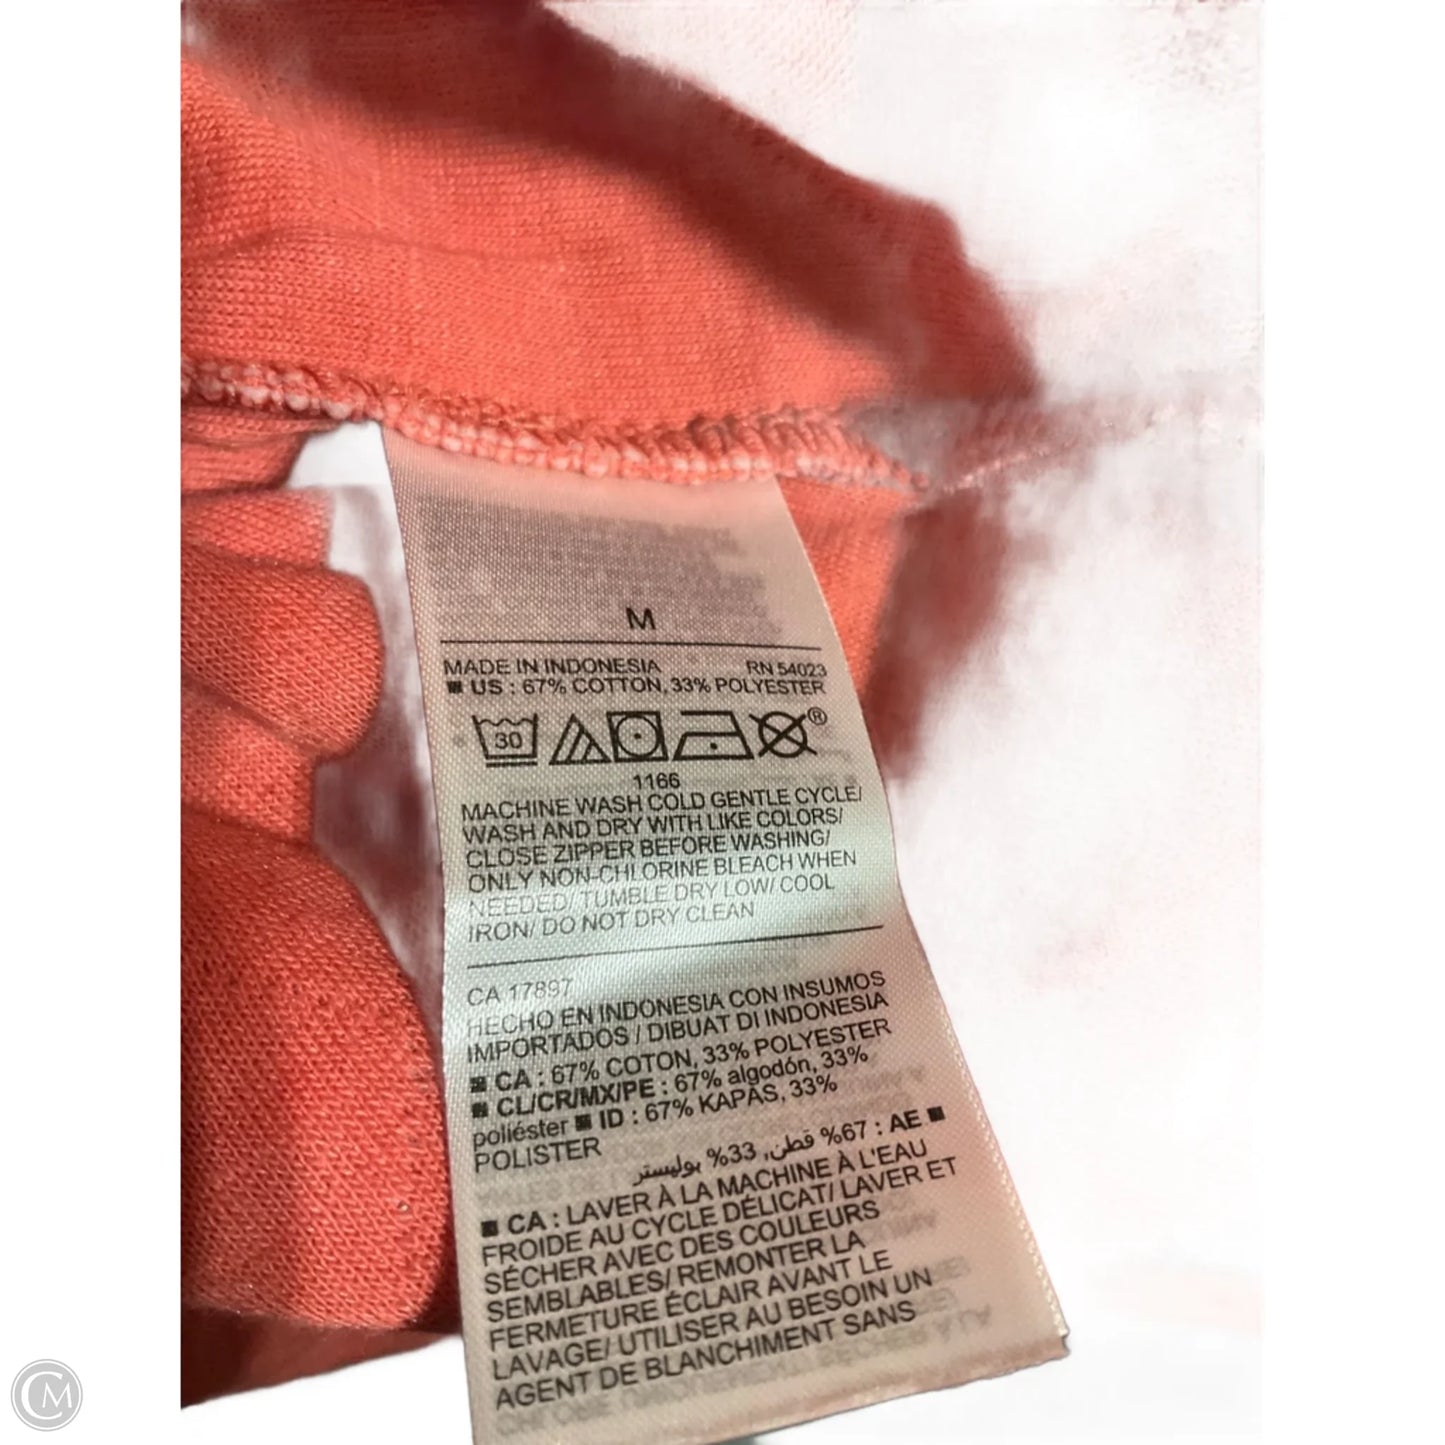 M
MADE IN INDONESIA RN 54023
■ US : 67% COTTON, 33% POLYESTER
30 ®
1166
MACHINE WASH COLD GENTLE CYCLE/
WASH AND DRY WITH LIKE COLORS/
CLOSE ZIPPER BEFORE WASHING/
ONLY NON-CHLORINE BLEACH WHEN
NEEDED/ TUMBLE DRY LOW/ COOL
IRON/ DO NOT DRY CLEAN
CA 17897
HECHO EN INDONESIA CON INSUMOS
IMPORTADOS / DIBUAT DI INDONESIA
■ CA : 67% COTON, 33% POLYESTER
■ CL/CR/MX/PE : 67% algodón, 33%
poliéster ■ ID : 67% KAPAS, 33%
POLISTER
■ AE : 67% قطن, 33% بوليستر
■ CA : LAVER À LA MACHINE À L'EAU
FROIDE AU CYCLE DÉLICAT/ LAVER ET
SÉCHER AVEC DES COULEURS
SEMBLABLES/ REMONTER LA
FERMETURE ÉCLAIR AVANT LE
LAVAGE/ UTILISER AU BESOIN UN
AGENT DE BLANCHIMENT SANS
CM